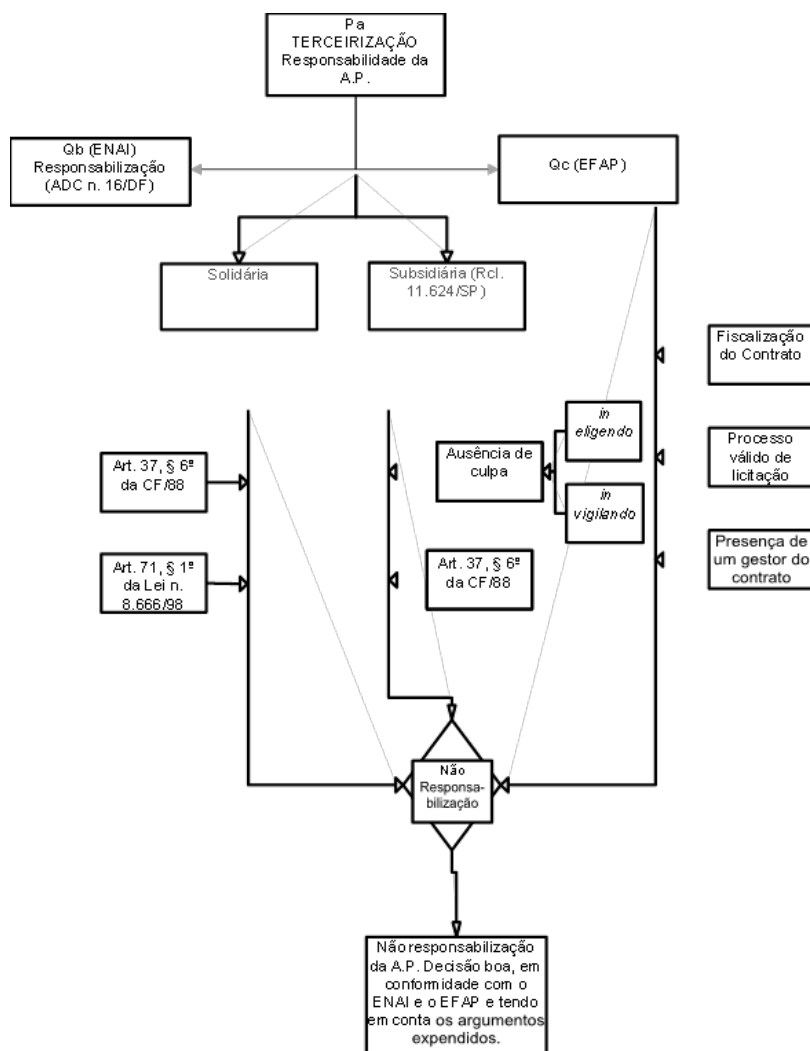 Pa
TERCEIRIZAÇÃO
Responsabilidade da
A.P.
Qb (ENAI)
Responsabilização
(ADC n. 16/DF)
Qc (EFAP)
Solidária
Subsidiária (Rcl.
11.624/SP)
Fiscalização
do Contrato
in
eligendo
Ausência de
culpa
in
vigilando
Processo
válido de
licitação
Art. 37, § 6º
da CF/88
Art. 71, § 1º
da Lei n.
8.666/98
Art. 37, § 6º
da CF/88
Presença de
um gestor do
contrato
Não
Responsa-
bilização
Não responsabilização
da A.P. Decisão boa, em
conformidade com o
ENAI e o EFAP e tendo
em conta os argumentos
expendidos.